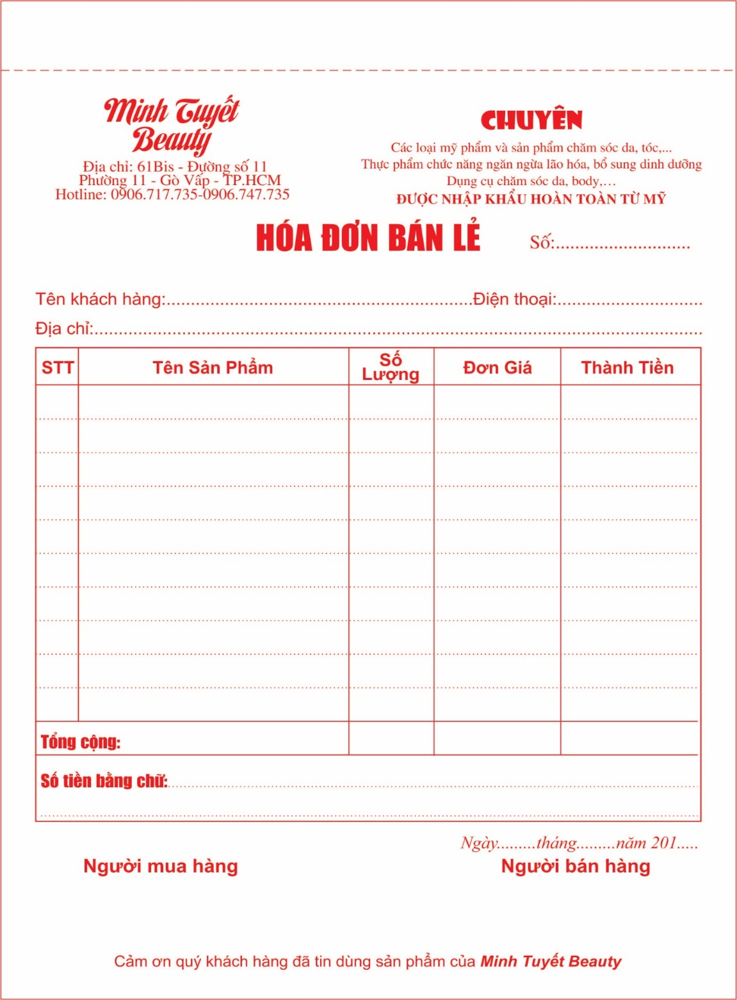 Minh Tuyết
Beauty
Địa chỉ: 61Bis - Đường số 11
Phường 11 - Gò Vấp - TP.HCM
Hotline: 0906.717.735-0906.747.735
CHUYÊN
Các loại mỹ phẩm và sản phẩm chăm sóc da, tóc,...
Thực phẩm chức năng ngăn ngừa lão hóa, bổ sung dinh dưỡng
Dụng cụ chăm sóc da, body,...
ĐƯỢC NHẬP KHẨU HOÀN TOÀN TỪ MỸ
HÓA ĐƠN BÁN LẺ Số:............................
Tên khách hàng:...............................................................Điện thoại:..............................
Địa chỉ:.............................................................................................................................
STT Tên Sản Phẩm Số Lượng Đơn Giá Thành Tiền
Tổng cộng:
Số tiền bằng chữ:
Ngày.........tháng.........năm 201.....
Người mua hàng Người bán hàng
Cảm ơn quý khách hàng đã tin dùng sản phẩm của Minh Tuyết Beauty